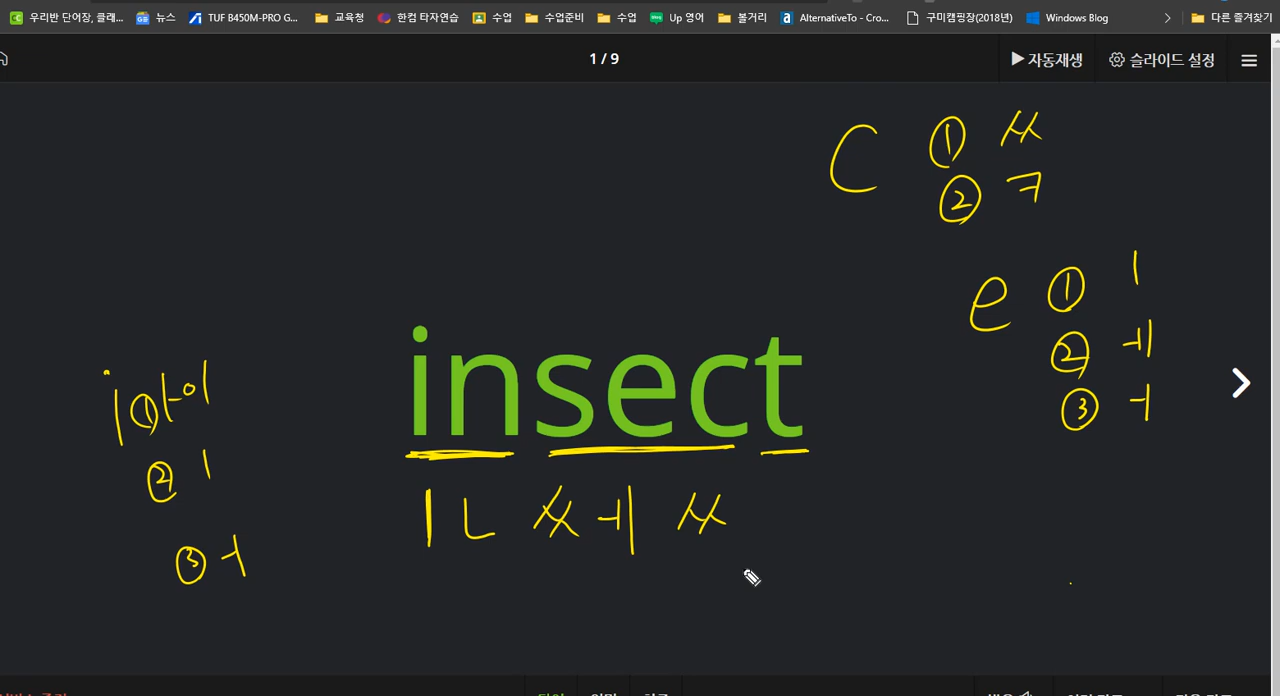 우리반 단어장, 클래... 뉴스 TUF B450M-PRO G... 교육청 한컴 타자연습 수업 수업준비 수업 Up 영어 볼거리 AlternativeTo - Cro... 구미캠핑장(2018년) Windows Blog 다른 즐겨찾기
1 / 9 자동재생 슬라이드 설정
C ① ㅆ
② ㅋ
e ① ㅣ
② ㅔ
③ ㅓ
insect
i ① ㅏㅇㅣ
② ㅣ
③ ㅓ
ㅣ ㄴ ㅆ ㅔ ㅆ